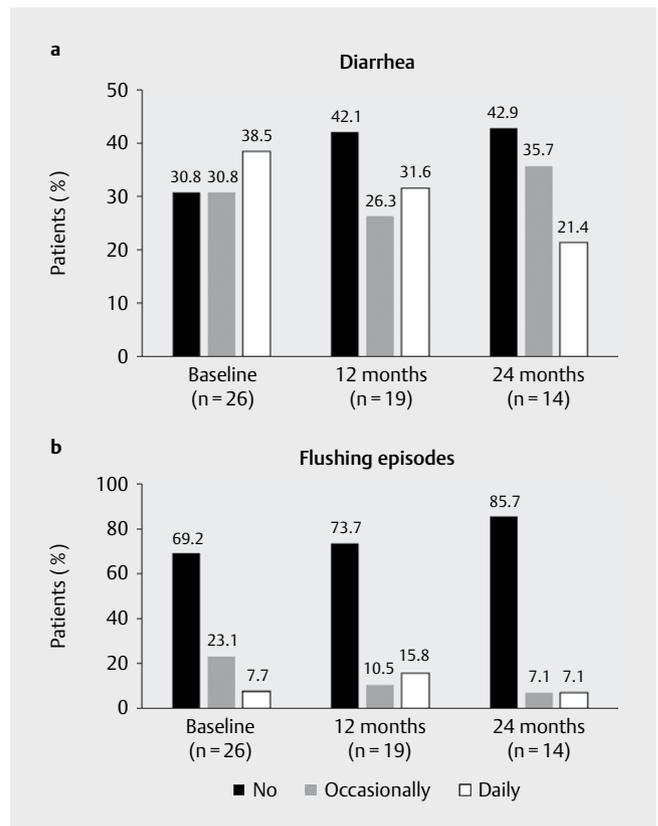 a
Diarrhea
Patients (%)
50
40
30
20
10
0
30.8 30.8 38.5
42.1 26.3 31.6
42.9 35.7 21.4
Baseline 12 months 24 months
(n = 26) (n = 19) (n = 14)
b
Flushing episodes
Patients (%)
100
80
60
40
20
0
69.2 23.1 7.7
73.7 10.5 15.8
85.7 7.1 7.1
Baseline 12 months 24 months
(n = 26) (n = 19) (n = 14)
No Occasionally Daily